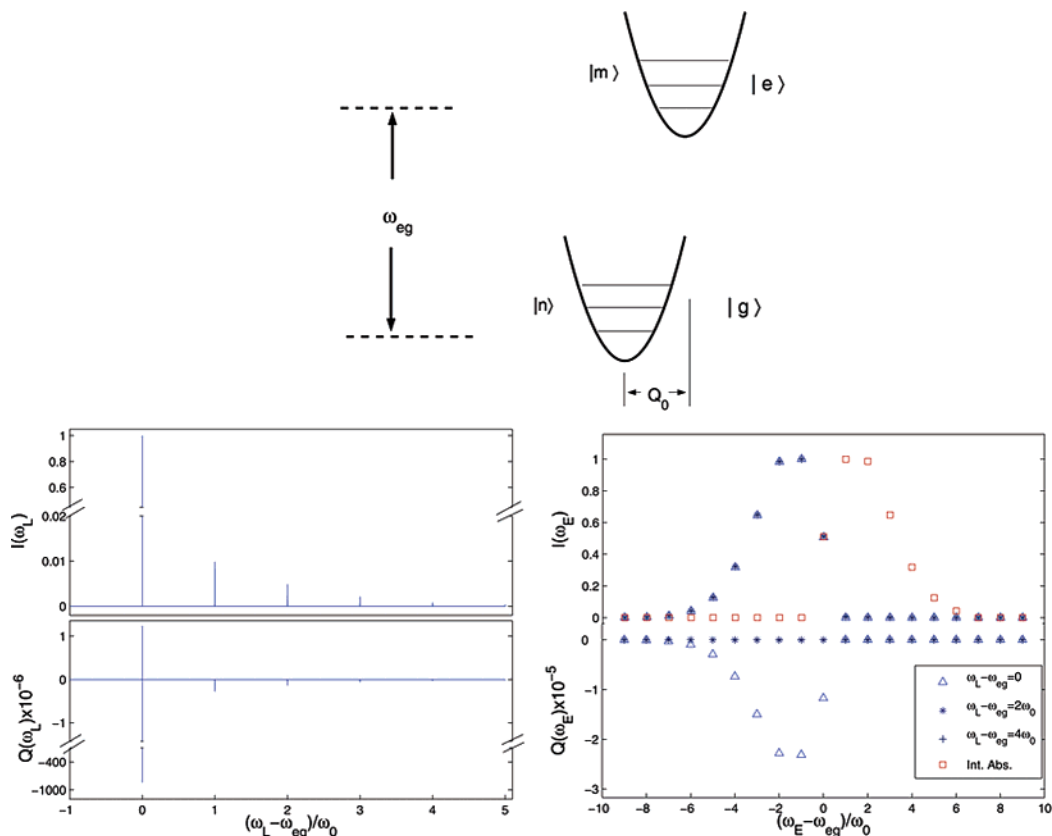 |m⟩
| e ⟩
ω_eg
|n⟩
| g ⟩
Q_0
I(ω_L)
1
0.8
0.6
0.02
0.01
0
Q(ω_L)x10^-6
1
0
-1
-400
-1000
-1 0 1 2 3 4 5
(ω_L-ω_eg)/ω_0
I(ω_E)
1
0.8
0.6
0.4
0.2
0
Q(ω_E)x10^-5
0
-1
-2
-3
ω_L-ω_eg=0
ω_L-ω_eg=2ω_0
ω_L-ω_eg=4ω_0
Int. Abs.
-10 -8 -6 -4 -2 0 2 4 6 8 10
(ω_E-ω_eg)/ω_0